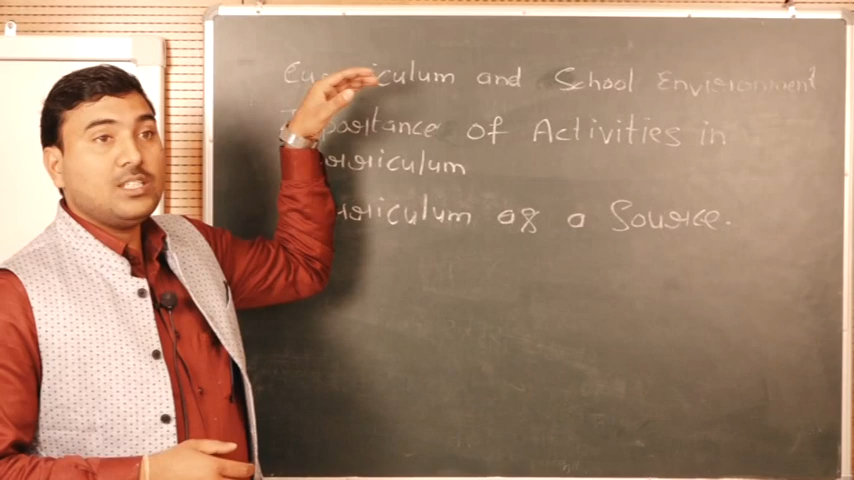 Curriculum and School Environment
Importance of Activities in
Curriculum
Curriculum as a Source.